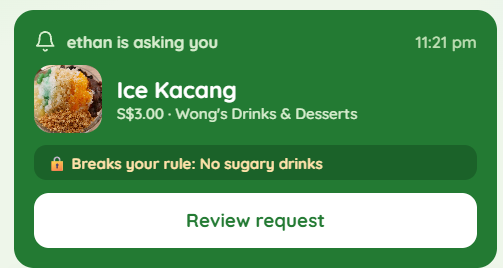 ethan is asking you
11:21 pm
Ice Kacang
S$3.00 · Wong's Drinks & Desserts
Breaks your rule: No sugary drinks
Review request